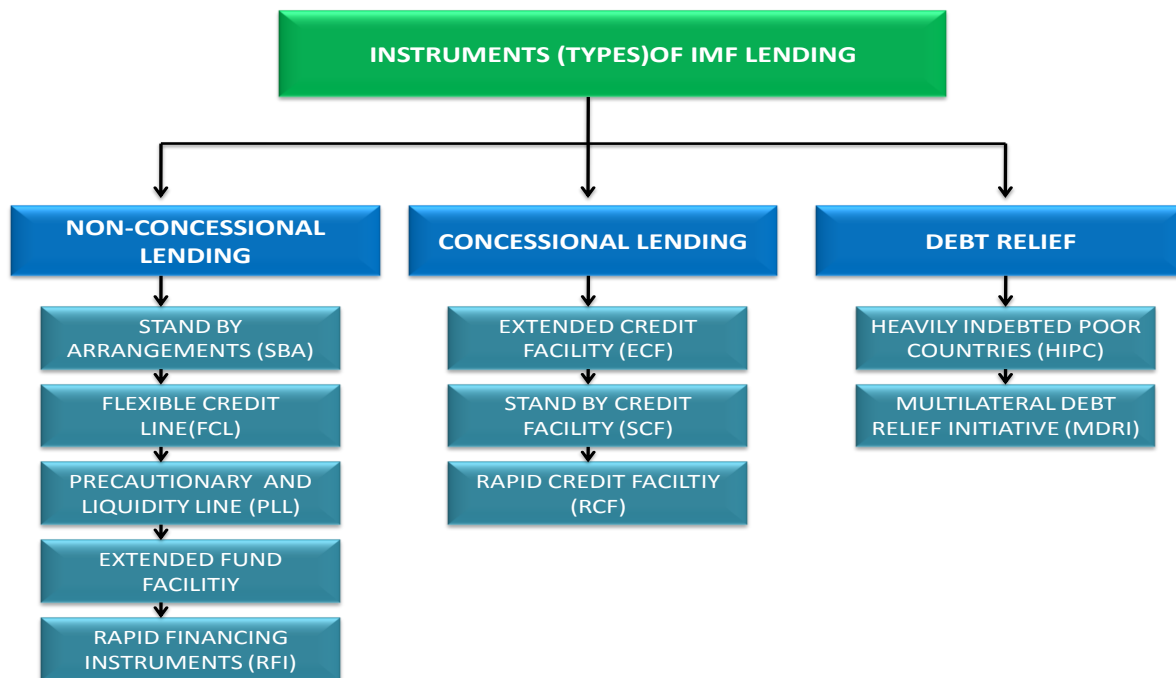 INSTRUMENTS (TYPES)OF IMF LENDING
NON-CONCESSIONAL
LENDING
STAND BY
ARRANGEMENTS (SBA)
FLEXIBLE CREDIT
LINE(FCL)
PRECAUTIONARY AND
LIQUIDITY LINE (PLL)
EXTENDED FUND
FACILITIY
RAPID FINANCING
INSTRUMENTS (RFI)
CONCESSIONAL LENDING
EXTENDED CREDIT
FACILITY (ECF)
STAND BY CREDIT
FACILITY (SCF)
RAPID CREDIT FACILTIY
(RCF)
DEBT RELIEF
HEAVILY INDEBTED POOR
COUNTRIES (HIPC)
MULTILATERAL DEBT
RELIEF INITIATIVE (MDRI)